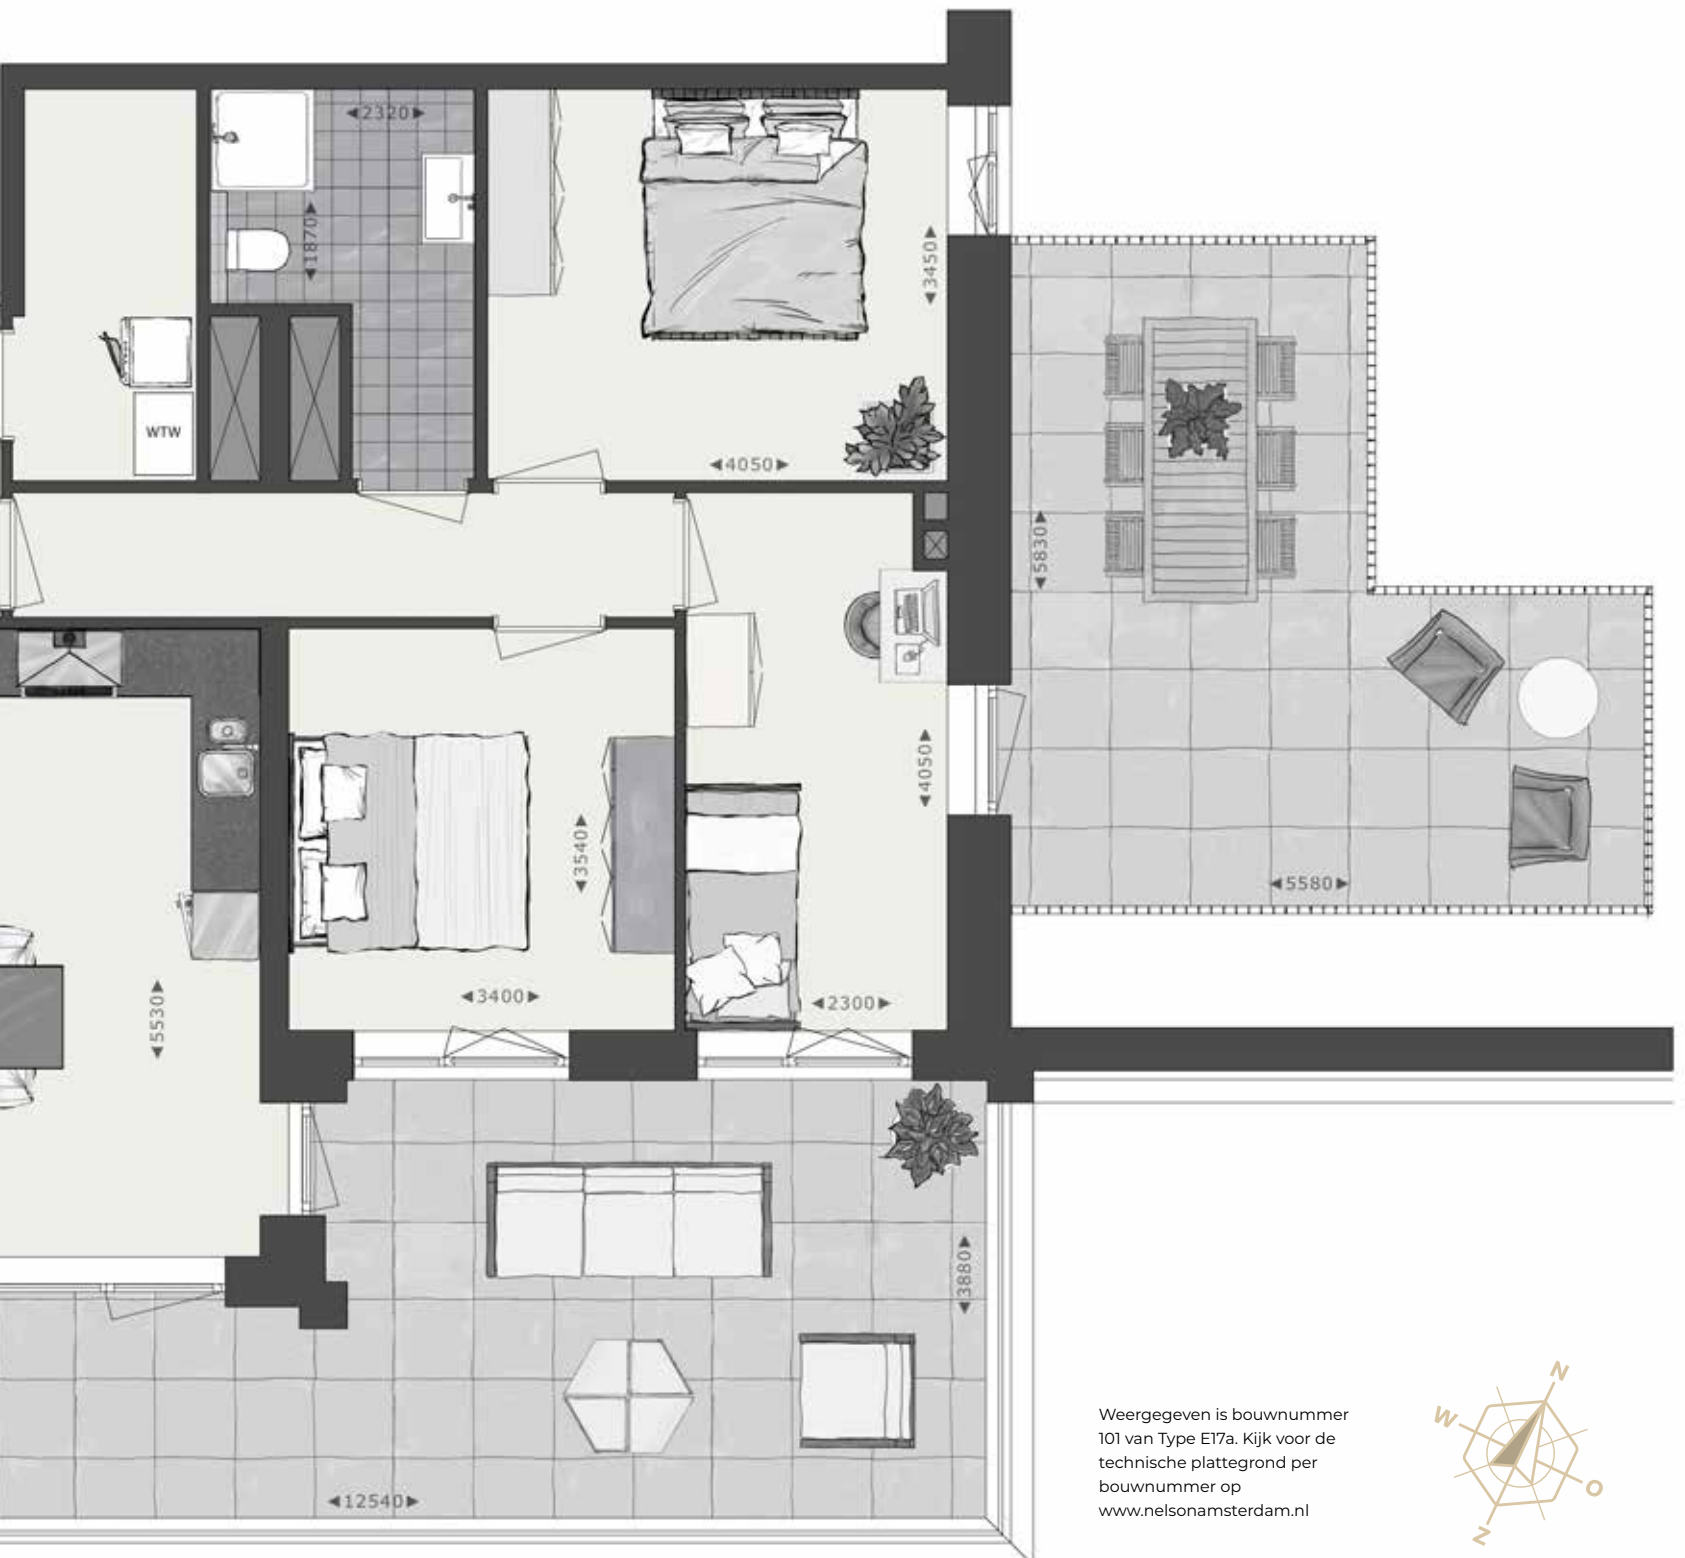 ◄2320►
◄1870►
◄3450►
WTW
◄4050►
◄5830►
◄4050►
◄3540►
◄5580►
◄3400►
◄2300►
◄5530►
◄3880►
◄12540►
Weergegeven is bouwnummer
101 van Type E17a. Kijk voor de
technische plattegrond per
bouwnummer op
www.nelsonamsterdam.nl
N
W
O
Z